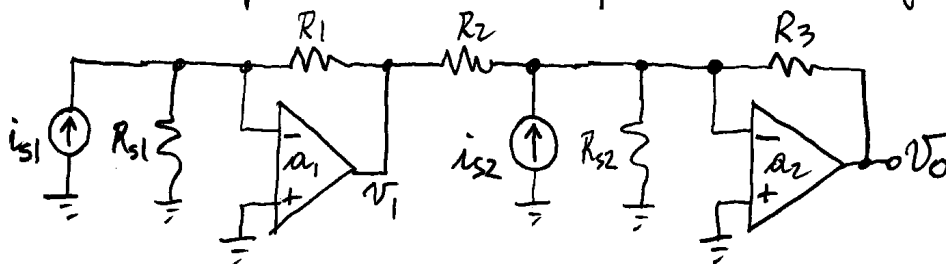 R1 R2 R3
is1 Rs1 - a1 + v1 is2 Rs2 - a2 + vo